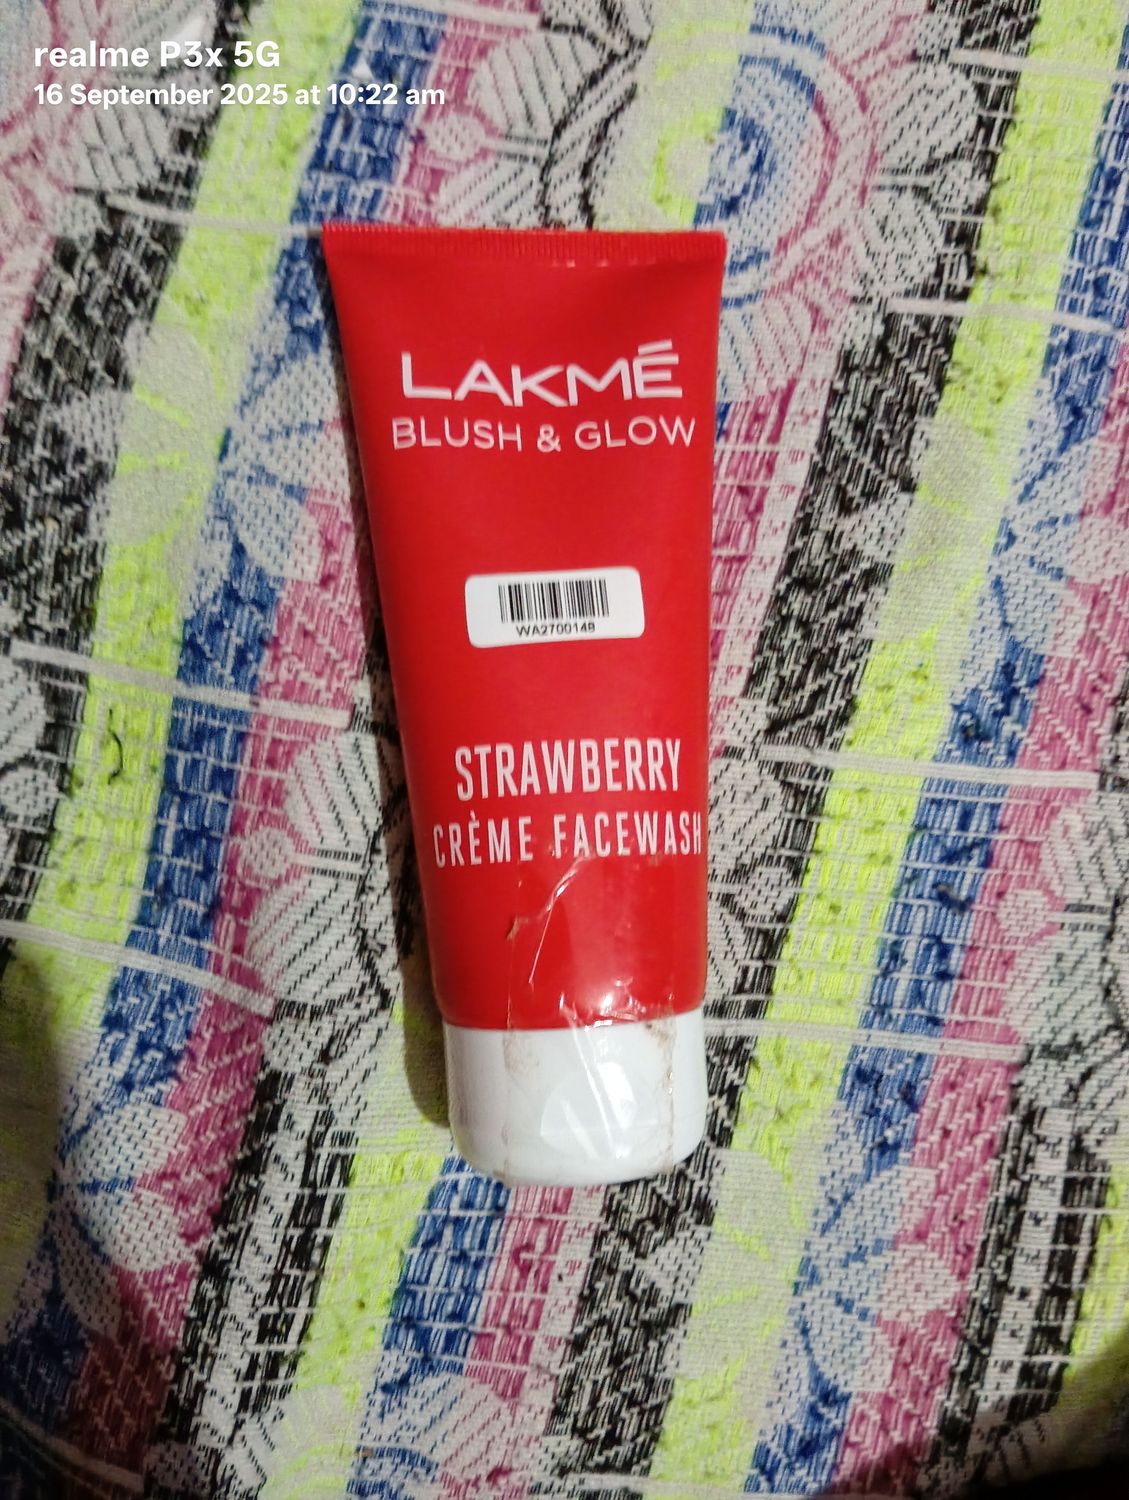 realme P3x 5G
16 September 2025 at 10:22 am
LAKMÉ
BLUSH & GLOW
WA2700148
STRAWBERRY
CRÈME FACEWASH